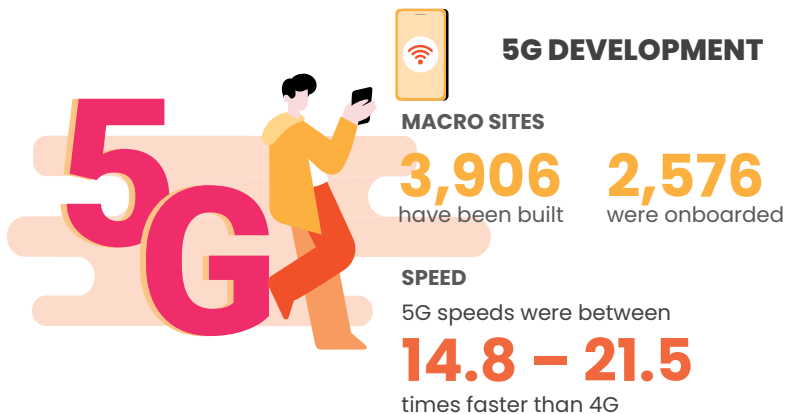 5G
5G DEVELOPMENT
MACRO SITES
3,906 2,576
have been built were onboarded
SPEED
5G speeds were between
14.8 – 21.5
times faster than 4G